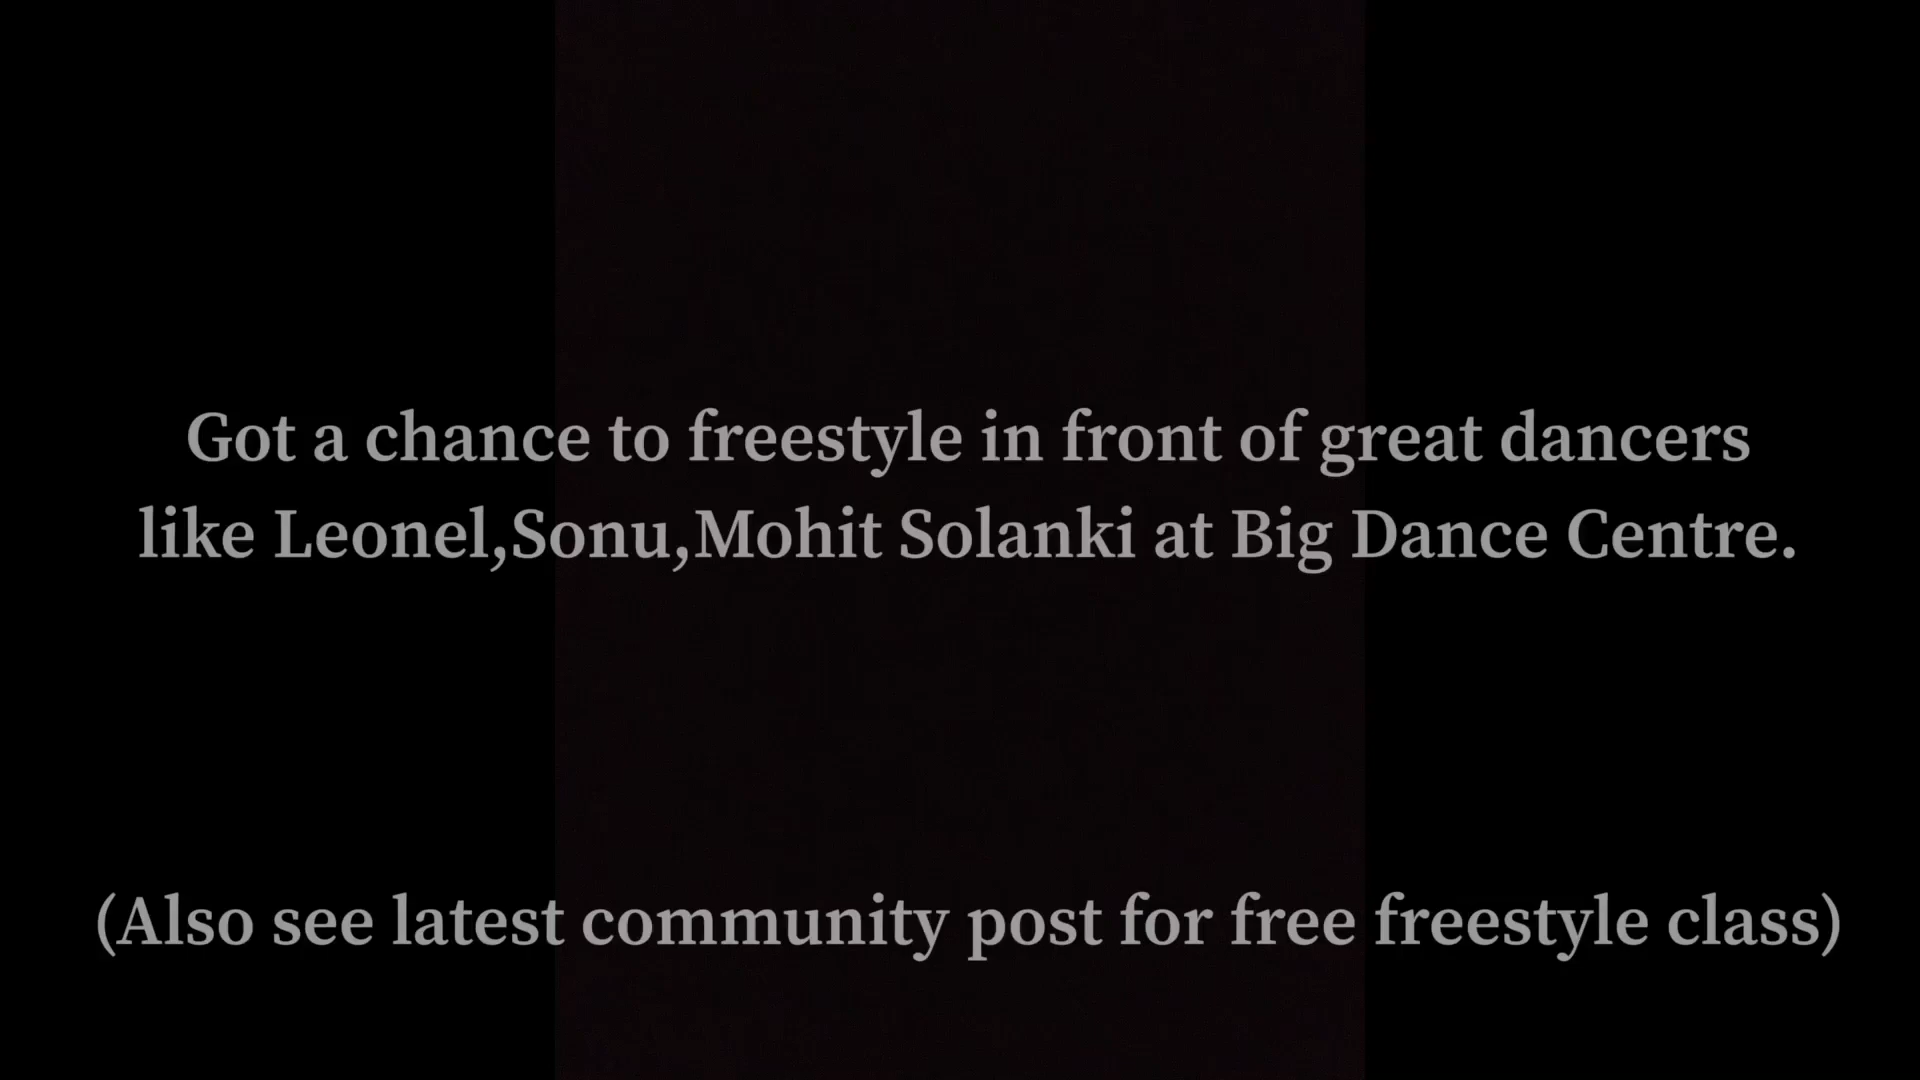 Got a chance to freestyle in front of great dancers
like Leonel,Sonu,Mohit Solanki at Big Dance Centre.
(Also see latest community post for free freestyle class)